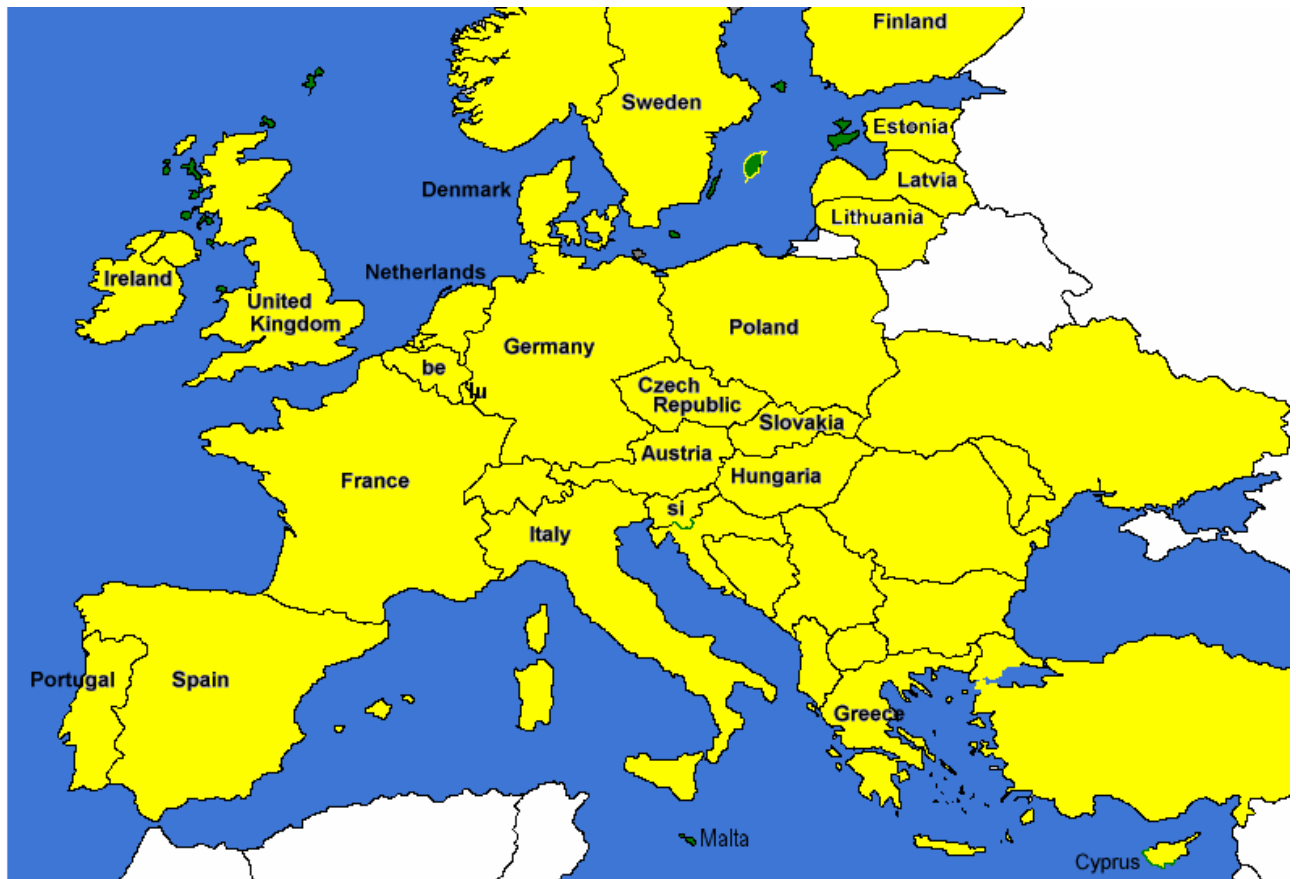 Finland
Sweden
Estonia
Denmark
Latvia
Lithuania
Netherlands
Ireland
United
Kingdom
Poland
Germany
be
Czech
Republic
lu
Slovakia
Austria
Hungaria
France
si
Italy
Portugal
Spain
Greece
Malta
Cyprus